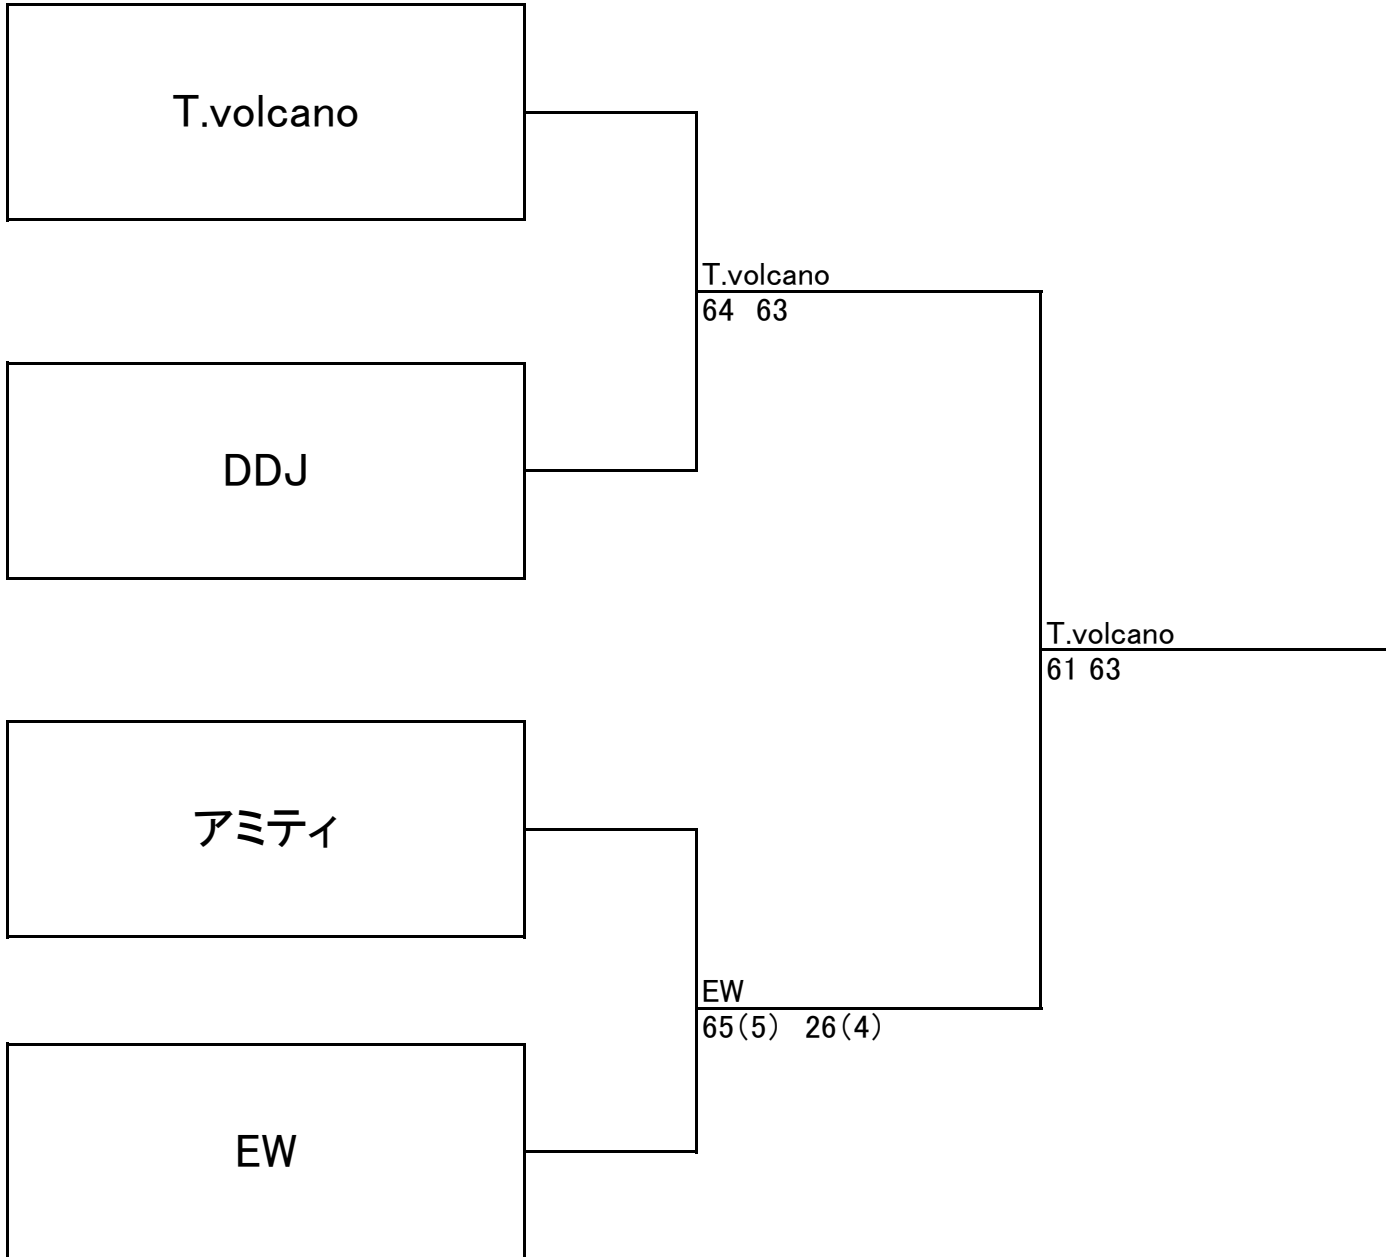 T.volcano
T.volcano
64 63
DDJ
T.volcano
61 63
アミティ
EW
65(5) 26(4)
EW